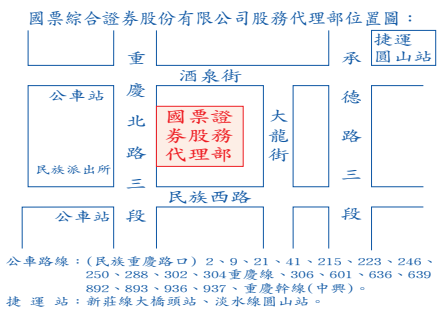 國票綜合證券股份有限公司股務代理部位置圖：
捷運
圓山站
重慶北路三段
酒泉街
承德路三段
公車站
國票證
券股務
代理部
大龍街
民族派出所
民族西路
公車站
公車路線：(民族重慶路口) 2、9、21、41、215、223、246、
250、288、302、304重慶線、306、601、636、639
892、893、936、937、重慶幹線(中興)。
捷 運 站：新莊線大橋頭站、淡水線圓山站。